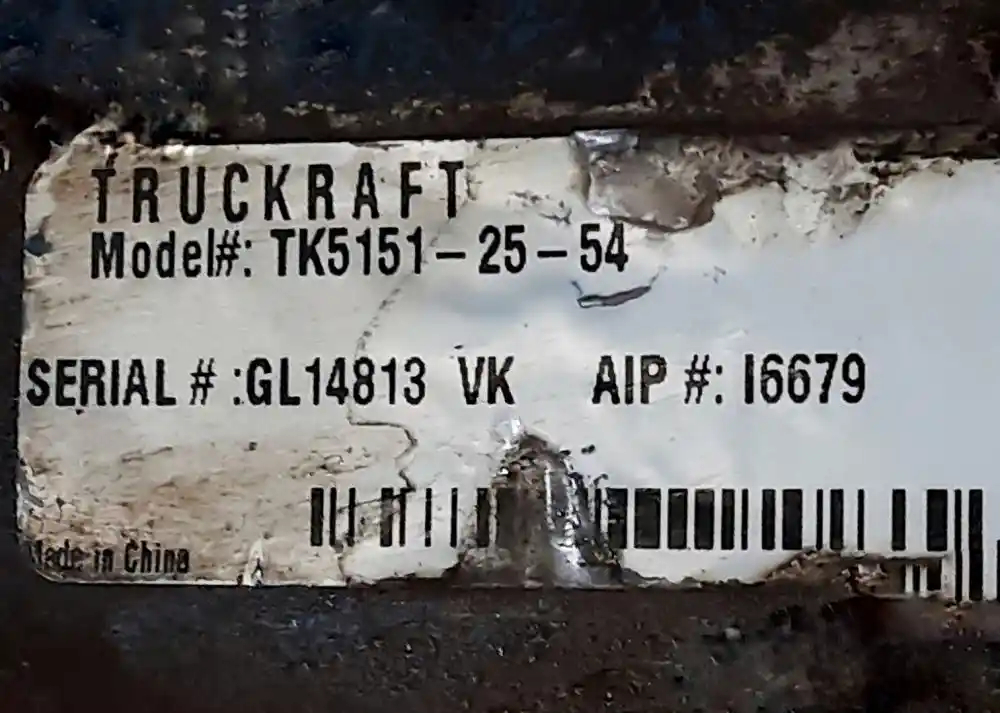 TRUCKRAFT
Model#: TK5151-25-54
SERIAL # :GL14813 VK AIP #: I6679
Made in China